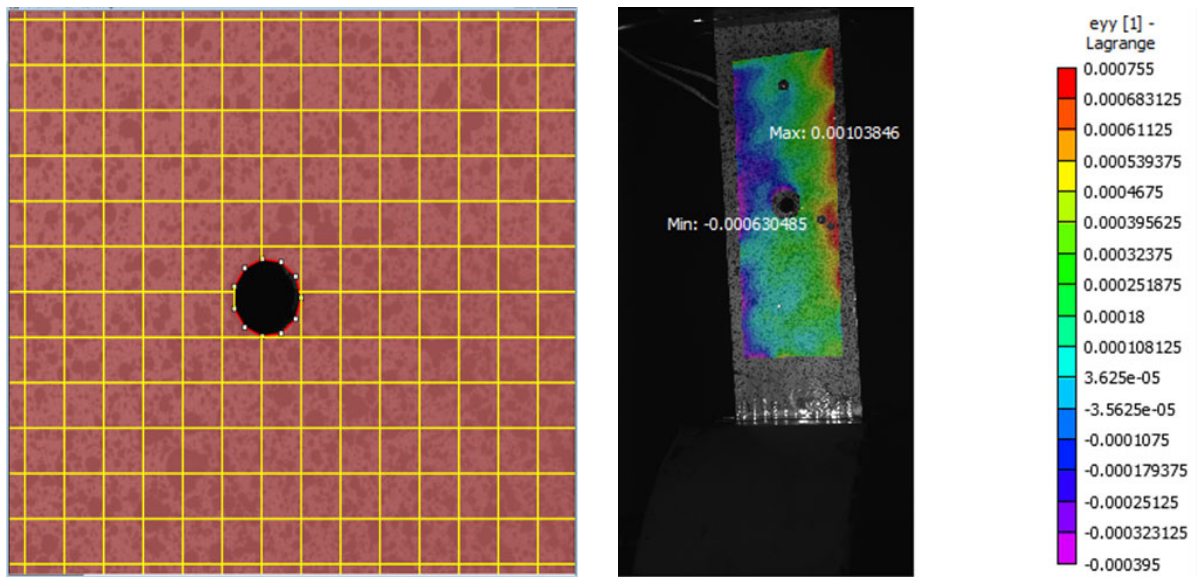 Max: 0.00103846
Min: -0.000630485
eyy [1] -
Lagrange
0.000755
0.000683125
0.00061125
0.000539375
0.0004675
0.000395625
0.00032375
0.000251875
0.00018
0.000108125
3.625e-05
-3.5625e-05
-0.0001075
-0.000179375
-0.00025125
-0.000323125
-0.000395